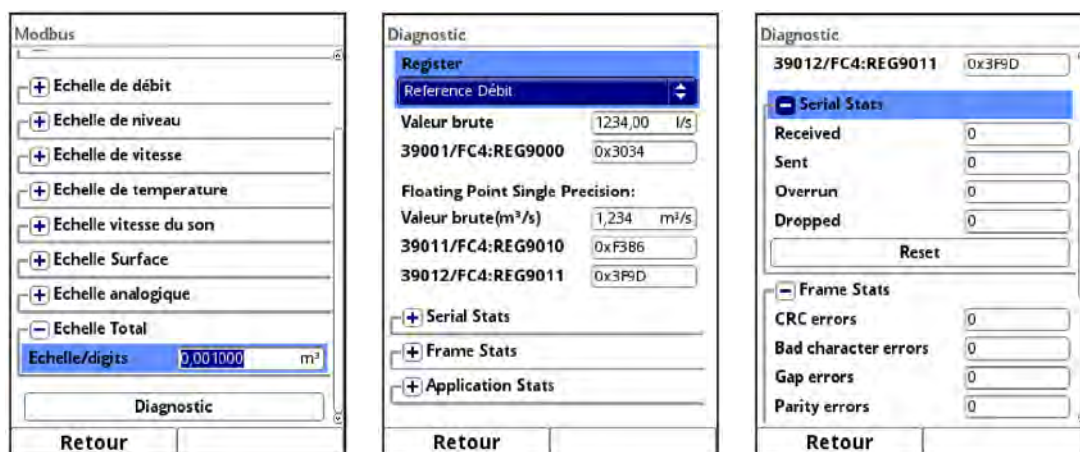 Modbus
Echelle de débit
Echelle de niveau
Echelle de vitesse
Echelle de temperature
Echelle vitesse du son
Echelle Surface
Echelle analogique
Echelle Total
Echelle/digits 0,001000 m³
Diagnostic
Retour
Diagnostic
Register
Reference Débit
Valeur brute 1234,00 l/s
39001/FC4:REG9000 0x3034
Floating Point Single Precision:
Valeur brute(m³/s) 1,234 m³/s
39011/FC4:REG9010 0xF3B6
39012/FC4:REG9011 0x3F9D
Serial Stats
Frame Stats
Application Stats
Retour
Diagnostic
39012/FC4:REG9011 0x3F9D
Serial Stats
Received 0
Sent 0
Overrun 0
Dropped 0
Reset
Frame Stats
CRC errors 0
Bad character errors 0
Gap errors 0
Parity errors 0
Retour